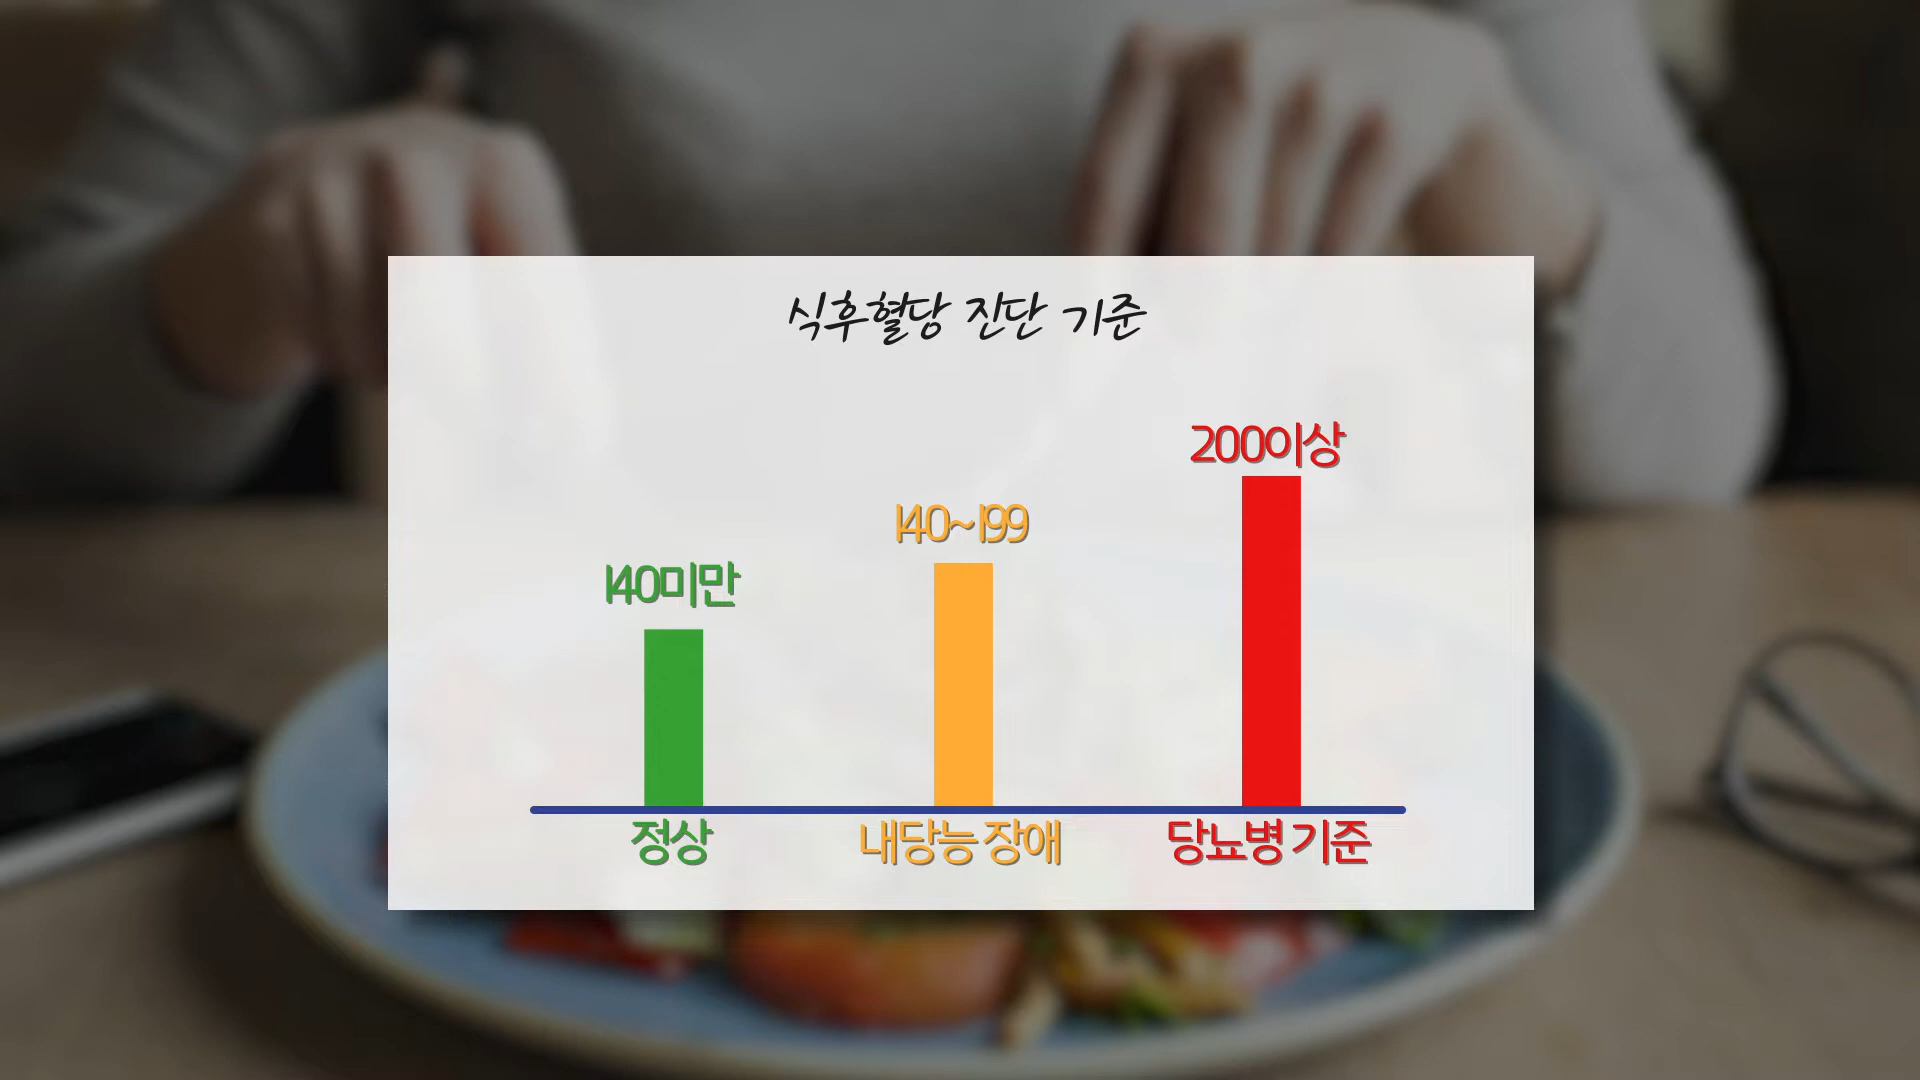 식후혈당 진단 기준
200이상
140~199
140미만
정상
내당능 장애
당뇨병 기준